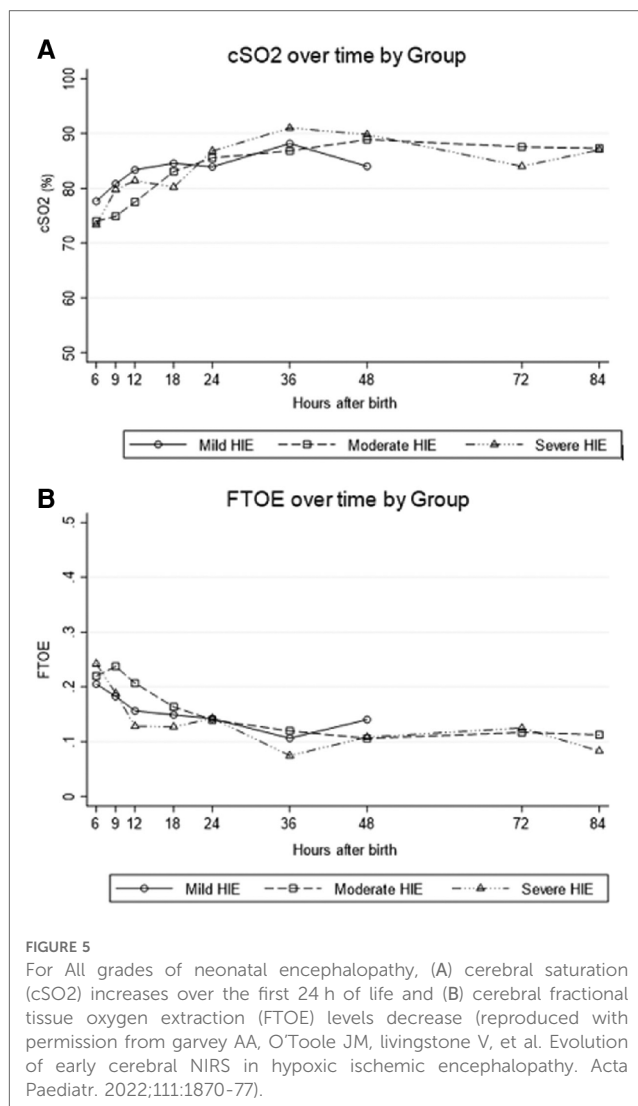 A
cSO2 over time by Group
100
90
80
70
60
50
cSO2 (%)
6 9 12 18 24 36 48 72 84
Hours after birth
Mild HIE Moderate HIE Severe HIE
B
FTOE over time by Group
.5
.4
.3
.2
.1
0
FTOE
6 9 12 18 24 36 48 72 84
Hours after birth
Mild HIE Moderate HIE Severe HIE
FIGURE 5
For All grades of neonatal encephalopathy, (A) cerebral saturation
(cSO2) increases over the first 24 h of life and (B) cerebral fractional
tissue oxygen extraction (FTOE) levels decrease (reproduced with
permission from garvey AA, O'Toole JM, livingstone V, et al. Evolution
of early cerebral NIRS in hypoxic ischemic encephalopathy. Acta
Paediatr. 2022;111:1870-77).